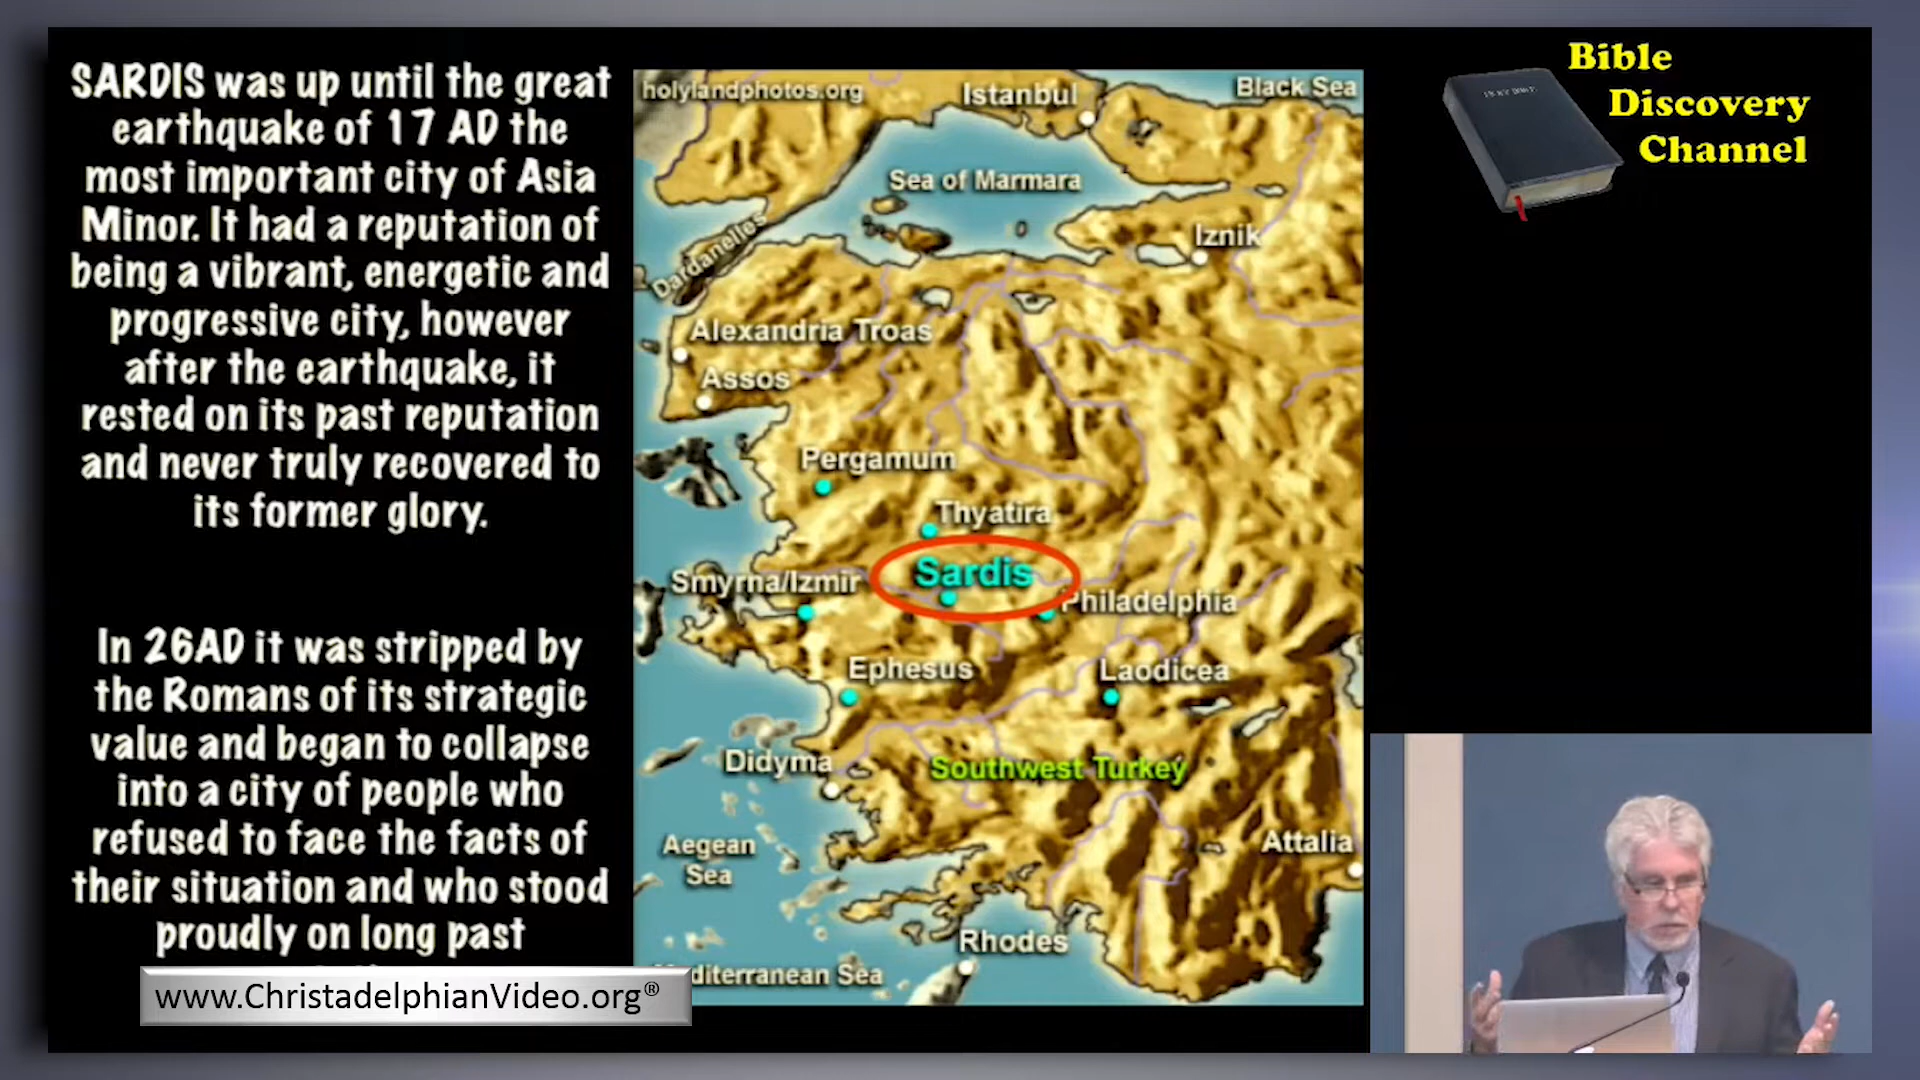 SARDIS was up until the great
earthquake of 17 AD the
most important city of Asia
Minor. It had a reputation of
being a vibrant, energetic and
progressive city, however
after the earthquake, it
rested on its past reputation
and never truly recovered to
its former glory.
In 26AD it was stripped by
the Romans of its strategic
value and began to collapse
into a city of people who
refused to face the facts of
their situation and who stood
proudly on long past
www.ChristadelphianVideo.org®
holylandphotos.org
Istanbul
Black Sea
Sea of Marmara
Dardanelles
Iznik
Alexandria Troas
Assos
Pergamum
Thyatira
Sardis
Smyrna/Izmir
Philadelphia
Ephesus
Laodicea
Didyma
Southwest Turkey
Aegean
Sea
Attalia
Rhodes
Sea
Bible
Discovery
Channel
HOLY BIBLE